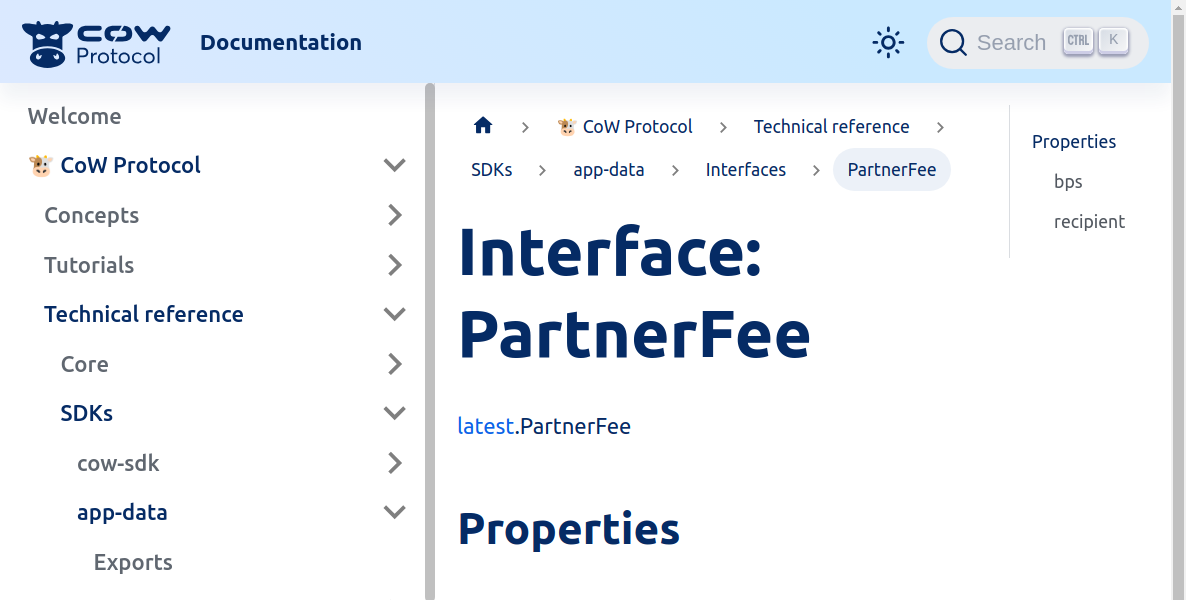 COW
Protocol
Documentation
Search CTRL K
Welcome
CoW Protocol
Concepts
Tutorials
Technical reference
Core
SDKs
cow-sdk
app-data
Exports
CoW Protocol Technical reference
SDKs app-data Interfaces PartnerFee
Interface:
PartnerFee
latest.PartnerFee
Properties
Properties
bps
recipient